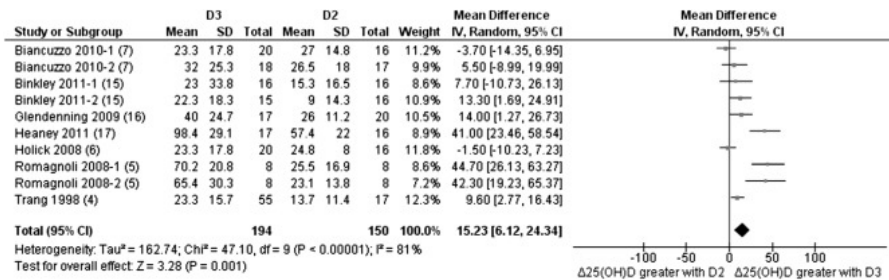 D3 D2 Mean Difference Mean Difference
Study or Subgroup Mean SD Total Mean SD Total Weight IV, Random, 95% CI IV, Random, 95% CI
Biancuzzo 2010-1 (7) 23.3 17.8 20 27 14.8 16 11.2% -3.70 [-14.35, 6.95]
Biancuzzo 2010-2 (7) 32 25.3 18 26.5 18 17 9.8% 5.50 [-8.99, 19.99]
Binkley 2011-1 (15) 23 33.8 16 15.3 16.5 16 8.6% 7.70 [-10.73, 26.13]
Binkley 2011-2 (15) 22.3 18.3 15 9 14.3 16 10.8% 13.30 [1.69, 24.91]
Glendenning 2009 (16) 40 24.7 17 26 11.2 20 10.5% 14.00 [1.27, 26.73]
Heaney 2011 (17) 98.4 29.1 17 57.4 22 16 8.9% 41.00 [23.46, 58.54]
Holick 2008 (6) 23.3 17.8 20 24.8 8 16 11.6% -1.50 [-10.23, 7.23]
Romagnoli 2008-1 (5) 70.2 20.8 8 25.5 16.9 8 8.6% 44.70 [26.13, 63.27]
Romagnoli 2008-2 (5) 65.4 30.3 8 23.1 13.8 8 7.2% 42.30 [19.23, 65.37]
Trang 1998 (4) 23.3 15.7 55 13.7 11.4 17 12.3% 9.60 [2.77, 16.43]
Total (95% CI) 194 150 100.0% 15.23 [6.12, 24.34]
Heterogeneity: Tau² = 162.74; Chi² = 47.10, df = 9 (P < 0.00001); I² = 81%
Test for overall effect: Z = 3.28 (P = 0.001)
-100 -50 0 50 100
Δ25(OH)D greater with D2 Δ25(OH)D greater with D3